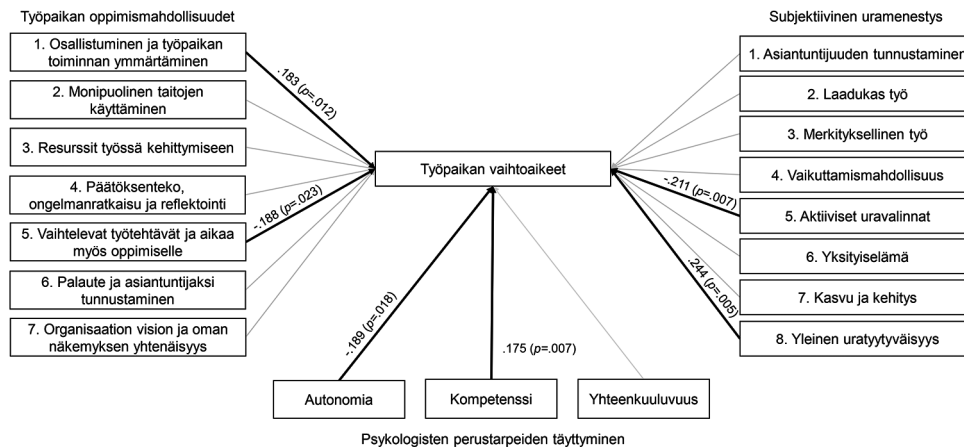 Työpaikan oppimismahdollisuudet
1. Osallistuminen ja työpaikan
toiminnan ymmärtäminen
2. Monipuolinen taitojen
käyttäminen
3. Resurssit työssä kehittymiseen
4. Päätöksenteko,
ongelmanratkaisu ja reflektointi
5. Vaihtelevat työtehtävät ja aikaa
myös oppimiselle
6. Palaute ja asiantuntijaksi
tunnustaminen
7. Organisaation vision ja oman
näkemyksen yhtenäisyys
.183 (p=.012)
-.188 (p=.023)
Työpaikan vaihtoaikeet
-.189 (p=.018)
.175 (p=.007)
Autonomia
Kompetenssi
Yhteenkuuluvuus
Psykologisten perustarpeiden täyttyminen
Subjektiivinen uramenestys
1. Asiantuntijuuden tunnustaminen
2. Laadukas työ
3. Merkityksellinen työ
4. Vaikuttamismahdollisuus
5. Aktiiviset uravalinnat
6. Yksityiselämä
7. Kasvu ja kehitys
8. Yleinen uratyytyväisyys
-.211 (p=.007)
.244 (p=.005)